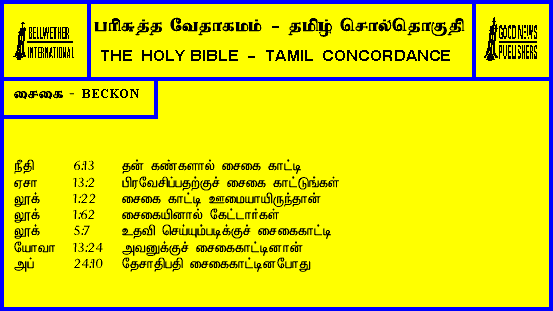 BELLWETHER
INTERNATIONAL
பரிசுத்த வேதாகமம் - தமிழ் சொல்தொகுதி
THE HOLY BIBLE - TAMIL CONCORDANCE
GOOD NEWS
PUBLISHERS
சைகை - BECKON
நீதி 6:13 தன் கண்களால் சைகை காட்டி
ஏசா 13:2 பிரவேசிப்பதற்குச் சைகை காட்டுங்கள்
லூக் 1:22 சைகை காட்டி ஊமையாயிருந்தான்
லூக் 1:62 சைகையினால் கேட்டார்கள்
லூக் 5:7 உதவி செய்யும்படிக்குச் சைகைகாட்டி
யோவா 13:24 அவனுக்குச் சைகைகாட்டினான்
அப் 24:10 தேசாதிபதி சைகைகாட்டினபோது